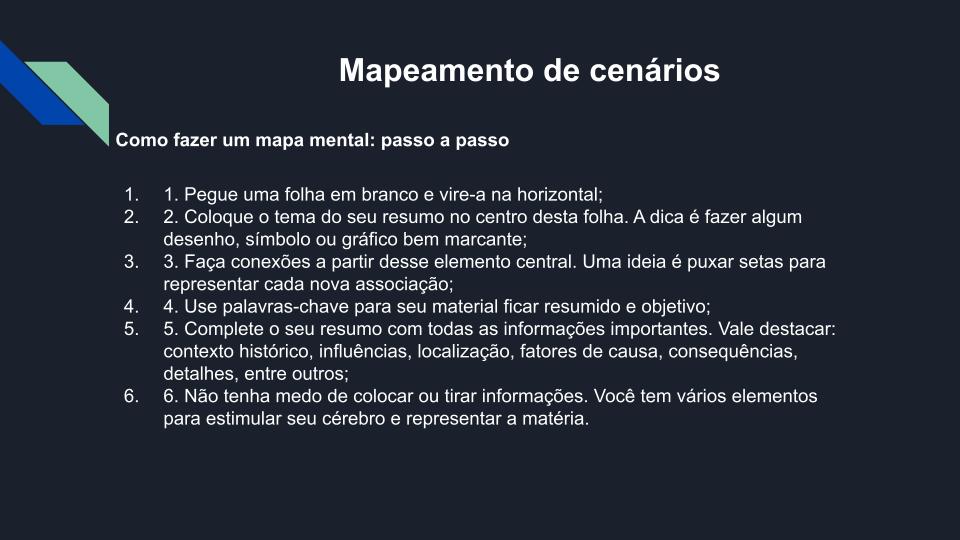 Mapeamento de cenários
Como fazer um mapa mental: passo a passo
1. 1. Pegue uma folha em branco e vire-a na horizontal;
2. 2. Coloque o tema do seu resumo no centro desta folha. A dica é fazer algum
desenho, símbolo ou gráfico bem marcante;
3. 3. Faça conexões a partir desse elemento central. Uma ideia é puxar setas para
representar cada nova associação;
4. 4. Use palavras-chave para seu material ficar resumido e objetivo;
5. 5. Complete o seu resumo com todas as informações importantes. Vale destacar:
contexto histórico, influências, localização, fatores de causa, consequências,
detalhes, entre outros;
6. 6. Não tenha medo de colocar ou tirar informações. Você tem vários elementos
para estimular seu cérebro e representar a matéria.